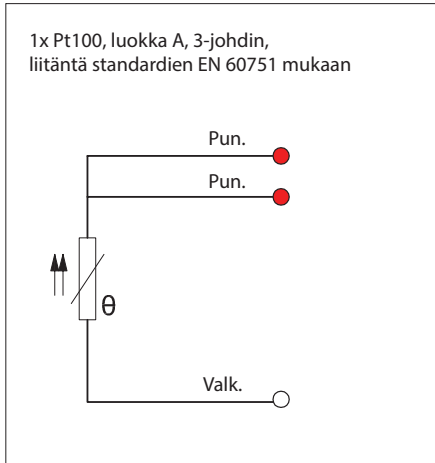 1x Pt100, luokka A, 3-johdin,
liitäntä standardien EN 60751 mukaan
Pun.
Pun.
θ
Valk.